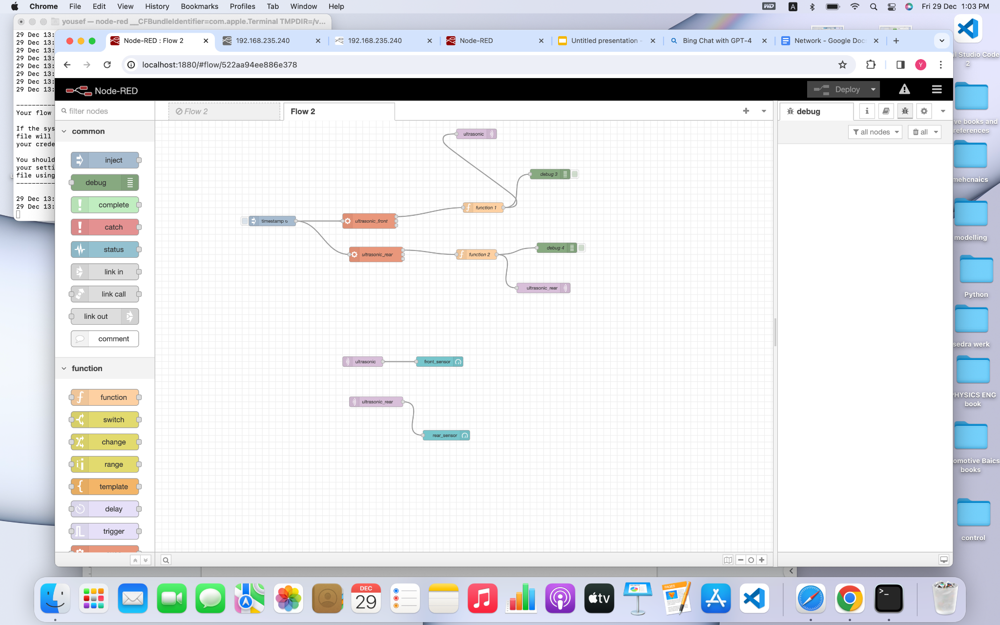 Chrome File Edit View History Bookmarks Profiles Tab Window Help
WD A Fri 29 Dec 1:03 PM
yousef — node-red __CFBundleIdentifier=com.apple.Terminal TMPDIR=/v...
29 Dec 13:
29 Dec 13:
29 Dec 13:
29 Dec 13:
29 Dec 13:
29 Dec 13:
29 Dec 13:
29 Dec 13:
Your flow
If the sys
file will
your crede
You should
your setti
file using
29 Dec 13:
29 Dec 13:
Node-RED : Flow 2
192.168.235.240
192.168.235.240
Node-RED
Untitled presentation -
Bing Chat with GPT-4
Network - Google Docs
localhost:1880/#flow/522aa94ee886e378
Y
Node-RED
Deploy
filter nodes
Flow 2
Flow 2
debug
all nodes
all
common
inject
debug
complete
catch
status
link in
link call
link out
comment
function
function
switch
change
range
template
delay
trigger
ultrasonic
debug 3
function 1
timestamp ↻
ultrasonic_front
debug 4
ultrasonic_rear
function 2
ultrasonic_rear
ultrasonic
front_sensor
ultrasonic_rear
rear_sensor
l Studio Code
2
ve books and
references
mehcnaics
modelling
Python
sedra werk
PHYSICS ENG
book
omotive Baics
books
control
DEC
29
tv
KEYNOTE
PAGES
>_